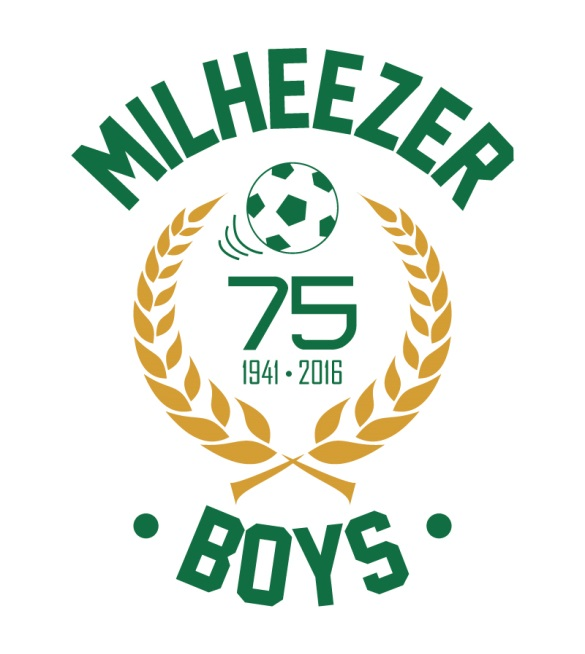 MILHEEZER
75
1941 • 2016
• BOYS •